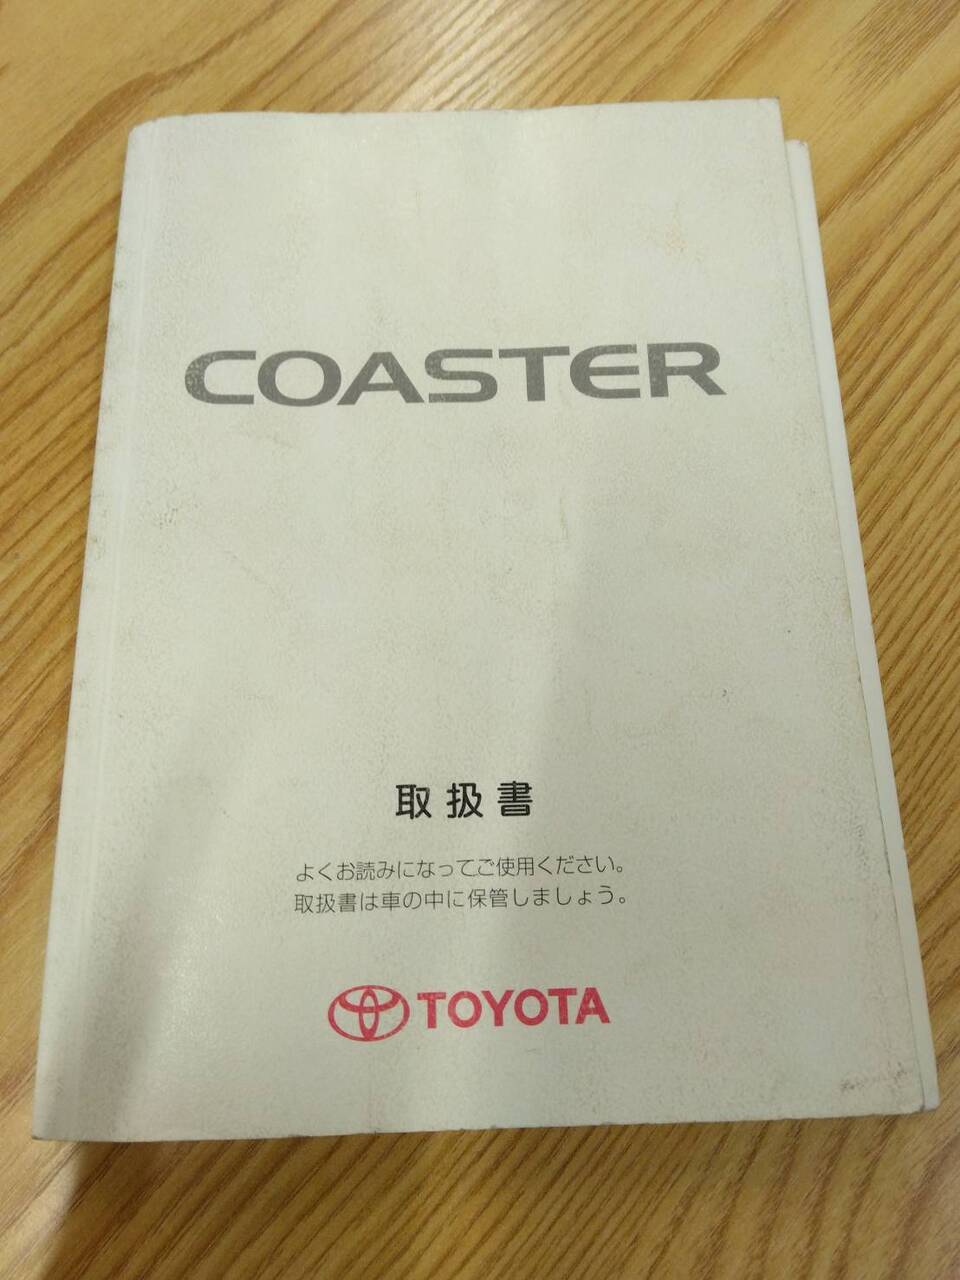 COASTER
取扱書
よくお読みになってご使用ください。
取扱書は車の中に保管しましょう。
TOYOTA